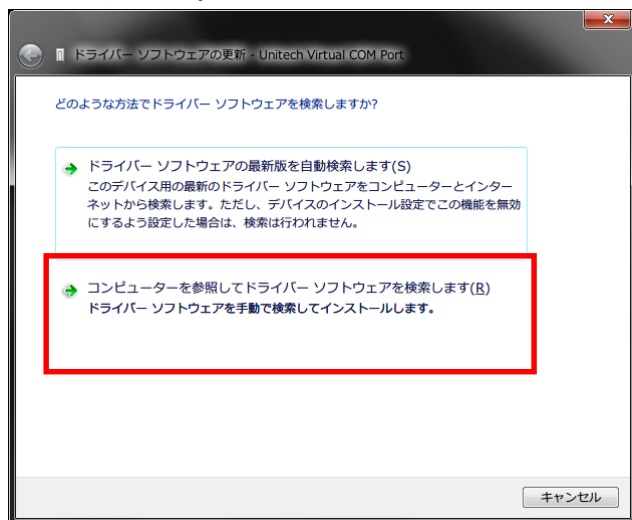 ドライバー ソフトウェアの更新 - Unitech Virtual COM Port
どのような方法でドライバー ソフトウェアを検索しますか?
ドライバー ソフトウェアの最新版を自動検索します(S)
このデバイス用の最新のドライバー ソフトウェアをコンピューターとインター
ネットから検索します。ただし、デバイスのインストール設定でこの機能を無効
にするよう設定した場合は、検索は行われません。
コンピューターを参照してドライバー ソフトウェアを検索します(R)
ドライバー ソフトウェアを手動で検索してインストールします。
キャンセル